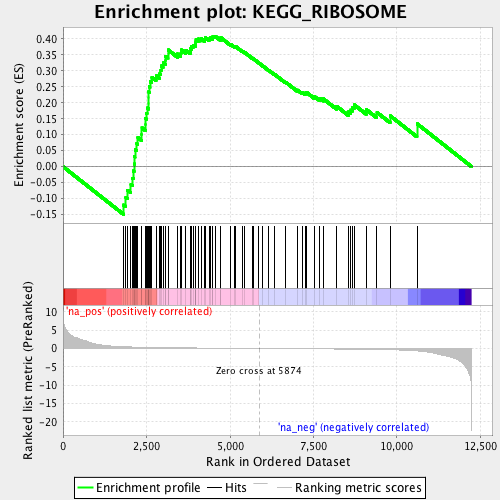 Enrichment plot: KEGG_RIBOSOME
Enrichment score (ES)
0.40
0.35
0.30
0.25
0.20
0.15
0.10
0.05
0.00
-0.05
-0.10
-0.15
Ranked list metric (PreRanked)
'na_pos' (positively correlated)
10
5
0
-5
-10
-15
-20
Zero cross at 5874
'na_neg' (negatively correlated)
0
2,500
5,000
7,500
10,000
12,500
Rank in Ordered Dataset
Enrichment profile
Hits
Ranking metric scores